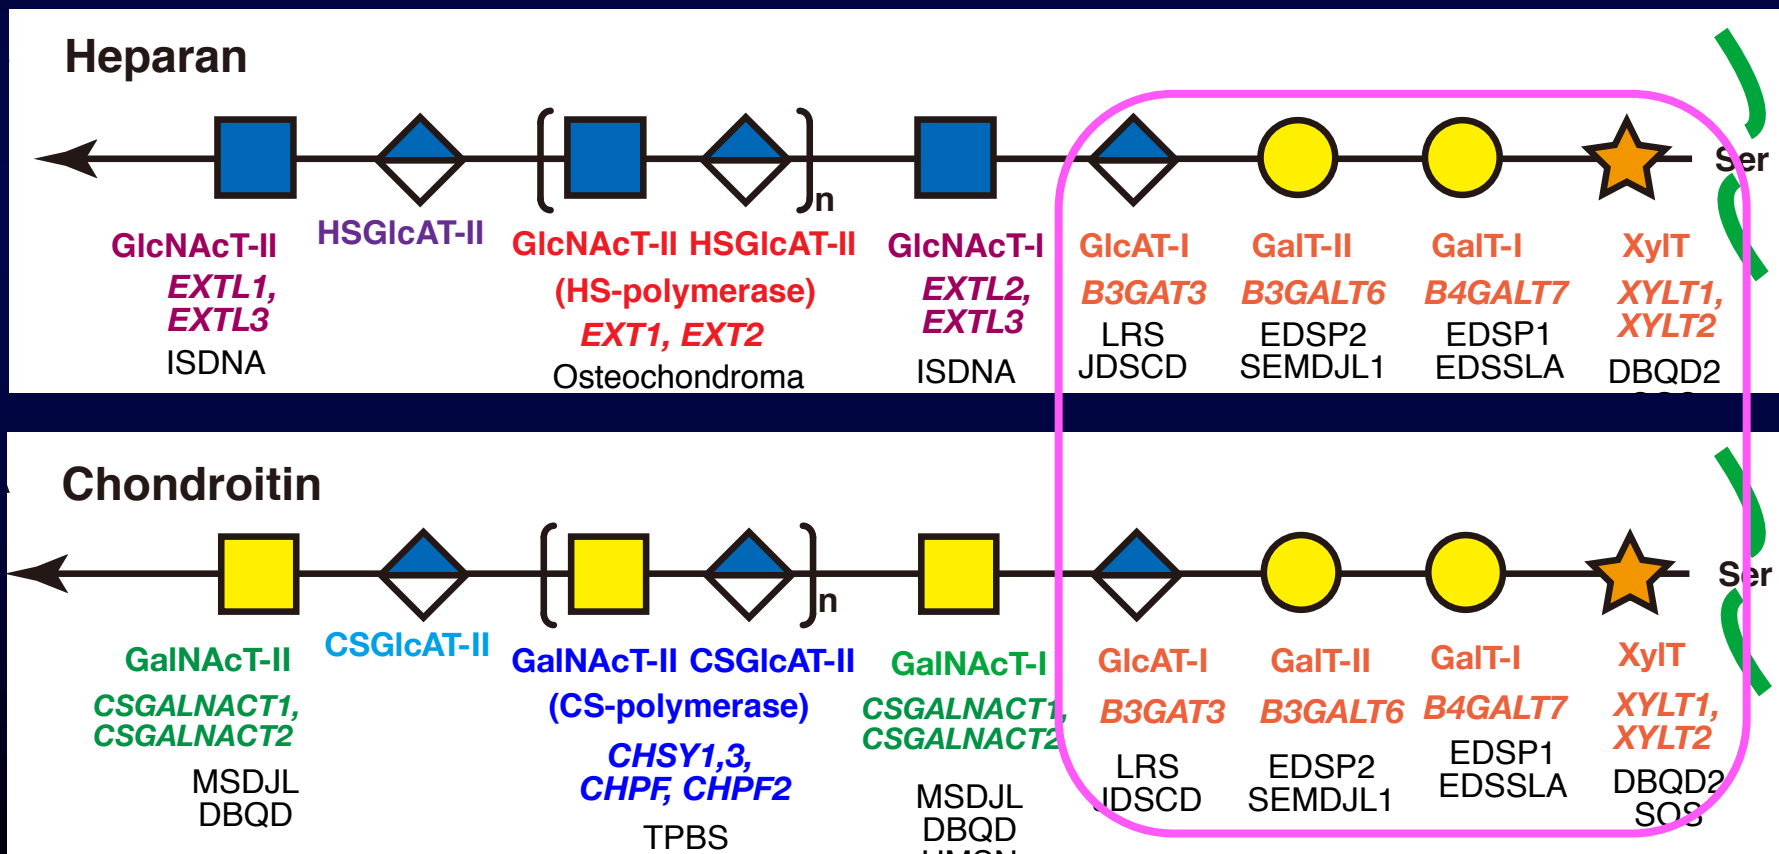 Heparan
Ser
n
GlcNAcT-II
HSGlcAT-II
GlcNAcT-II HSGlcAT-II
GlcNAcT-I
GlcAT-I
GalT-II
GalT-I
XylT
EXTL1,
EXTL3
(HS-polymerase)
EXTL2,
EXTL3
B3GAT3
B3GALT6
B4GALT7
XYLT1,
XYLT2
EXT1, EXT2
LRS
JDSCD
EDSP2
SEMDJL1
EDSP1
EDSSLA
ISDNA
Osteochondroma
ISDNA
DBQD2
Chondroitin
Ser
n
GalNAcT-II
CSGlcAT-II
GalNAcT-II CSGlcAT-II
GalNAcT-I
GlcAT-I
GalT-II
GalT-I
XylT
CSGALNACT1,
CSGALNACT2
(CS-polymerase)
CSGALNACT1,
CSGALNACT2
B3GAT3
B3GALT6
B4GALT7
XYLT1,
XYLT2
CHSY1,3,
CHPF, CHPF2
MSDJL
DBQD
TPBS
MSDJL
DBQD
LRS
JDSCD
EDSP2
SEMDJL1
EDSP1
EDSSLA
DBQD2
SOS